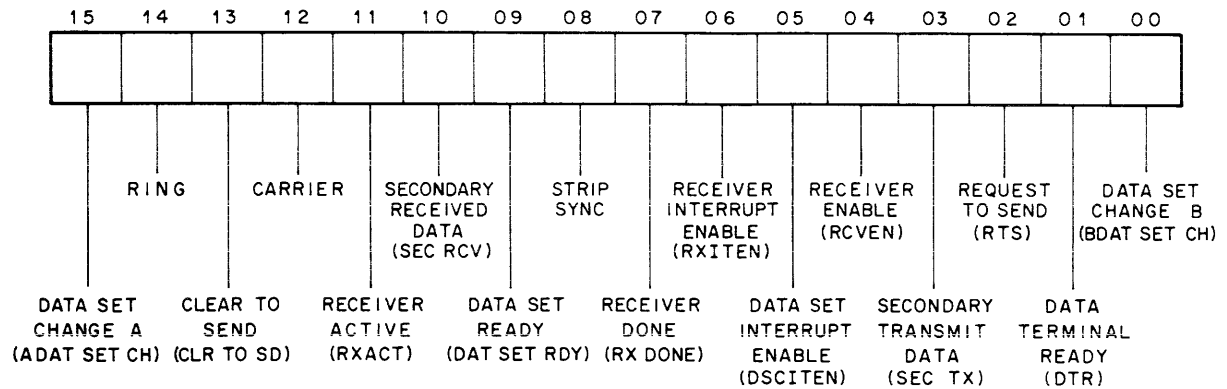 15 14 13 12 11 10 09 08 07 06 05 04 03 02 01 00
RING
CARRIER
SECONDARY
RECEIVED
DATA
(SEC RCV)
STRIP
SYNC
RECEIVER
INTERRUPT
ENABLE
(RXITEN)
RECEIVER
ENABLE
(RCVEN)
REQUEST
TO SEND
(RTS)
DATA SET
CHANGE B
(BDAT SET CH)
DATA SET
CHANGE A
(ADAT SET CH)
CLEAR TO
SEND
(CLR TO SD)
RECEIVER
ACTIVE
(RXACT)
DATA SET
READY
(DAT SET RDY)
RECEIVER
DONE
(RX DONE)
DATA SET
INTERRUPT
ENABLE
(DSCITEN)
SECONDARY
TRANSMIT
DATA
(SEC TX)
DATA
TERMINAL
READY
(DTR)